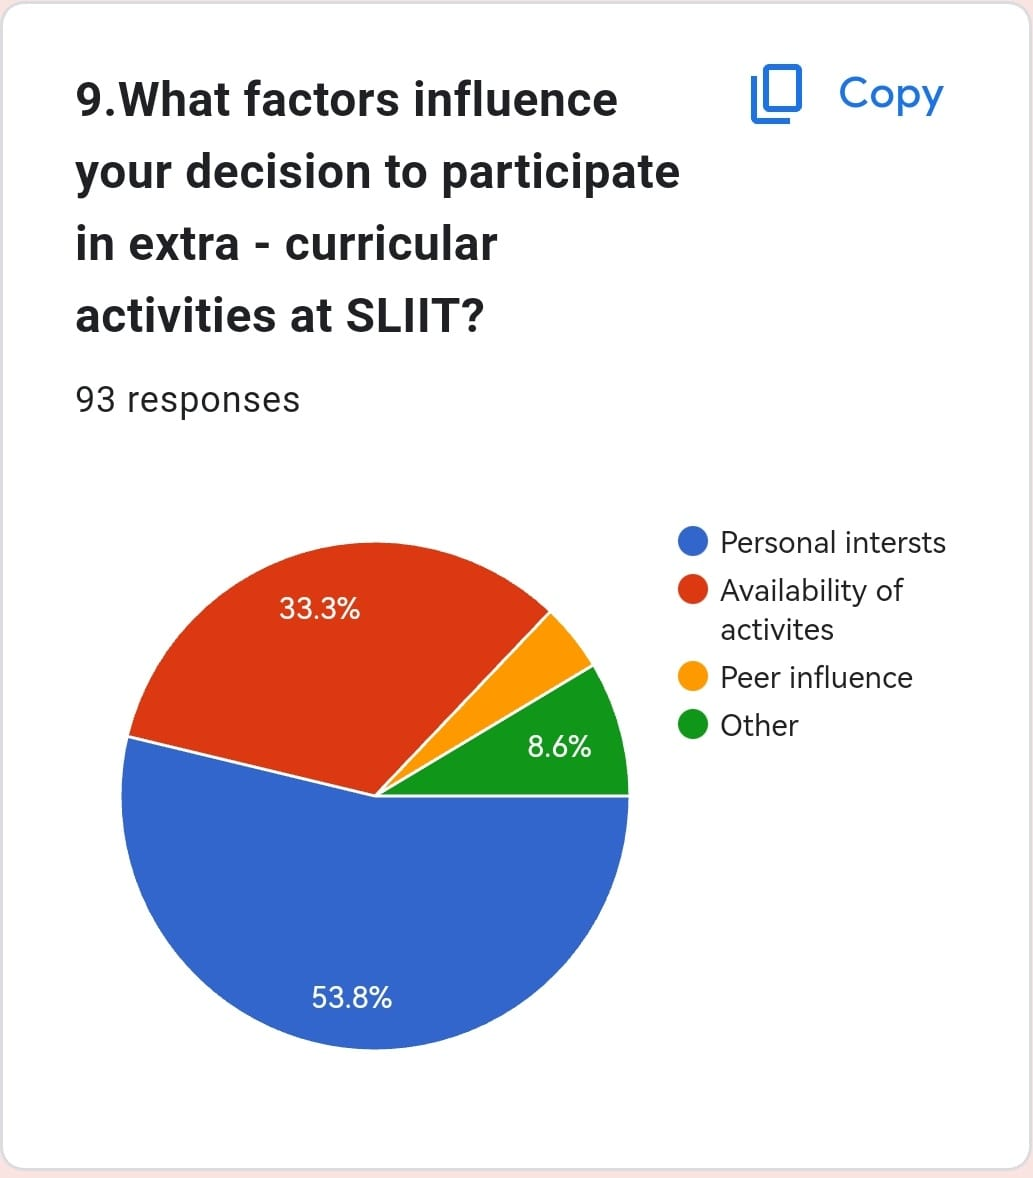 9.What factors influence
your decision to participate
in extra - curricular
activities at SLIIT?
Copy
93 responses
33.3%
8.6%
53.8%
Personal intersts
Availability of
activites
Peer influence
Other